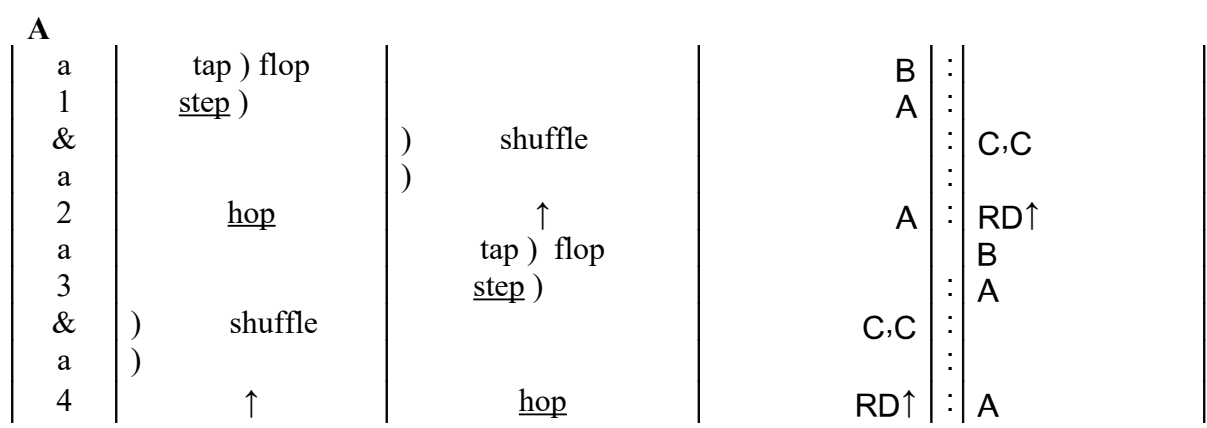 A
a tap ) flop B :
1 step ) A :
& ) shuffle : C,C
a ) :
2 hop ↑ A : RD↑
a tap ) flop B
3 step ) : A
& ) shuffle C,C :
a ) :
4 ↑ hop RD↑ : A